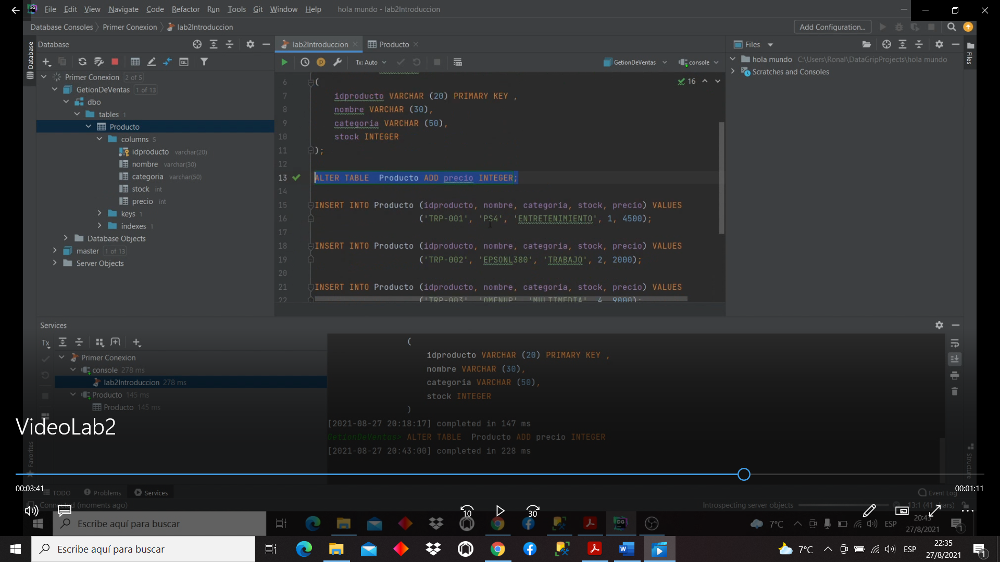 File Edit View Navigate Code Refactor Run Tools Git Window Help hola mundo - lab2Introduccion
Database Consoles Primer Conexion lab2Introduccion Add Configuration...
Database
Database
lab2Introduccion
Producto
Files
Files
Tx: Auto
GetionDeVentas
console
Primer Conexion 2 of 5
GetionDeVentas 1 of 13
dbo
tables 1
Producto
columns 5
idproducto varchar(20)
nombre varchar(30)
categoria varchar(50)
stock int
precio int
keys 1
indexes 1
Database Objects
master 1 of 13
Server Objects
16
6 (
7 idproducto VARCHAR (20) PRIMARY KEY ,
8 nombre VARCHAR (30),
9 categoria VARCHAR (50),
10 stock INTEGER
11 );
12
13 ALTER TABLE Producto ADD precio INTEGER;
14
15 INSERT INTO Producto (idproducto, nombre, categoria, stock, precio) VALUES
16 ('TRP-001', 'PS4', 'ENTRETENIMIENTO', 1, 4500);
17
18 INSERT INTO Producto (idproducto, nombre, categoria, stock, precio) VALUES
19 ('TRP-002', 'EPSONL380', 'TRABAJO', 2, 2000);
20
21 INSERT INTO Producto (idproducto, nombre, categoria, stock, precio) VALUES
22 ('TRP-003' 'OMENHP' 'MULTIMEDIA' 4 9000);
hola mundo C:\Users\Ronal\DataGripProjects\hola mundo
Scratches and Consoles
Services
Tx
Primer Conexion
console 278 ms
lab2Introduccion 278 ms
Producto 145 ms
Producto 145 ms
(
idproducto VARCHAR (20) PRIMARY KEY ,
nombre VARCHAR (30),
categoria VARCHAR (50),
stock INTEGER
)
[2021-08-27 20:18:17] completed in 147 ms
GetionDeVentas> ALTER TABLE Producto ADD precio INTEGER
[2021-08-27 20:43:00] completed in 228 ms
VideoLab2
Favorites
Structure
00:03:41
00:01:11
TODO Problems Services Event Log
Connected (moments ago) Introspecting server objects 13:1 (41 chars)
10
30
Escribe aquí para buscar
7°C ESP
20:43
27/8/2021
1
Escribe aquí para buscar
7°C ESP
22:35
27/8/2021
1